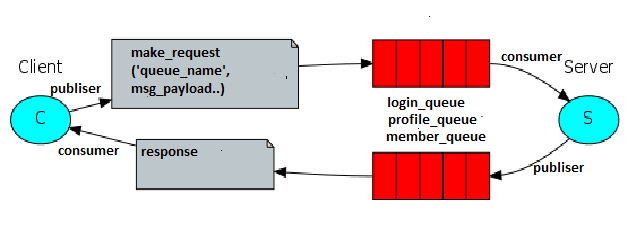 Client
publiser
make_request
('queue_name',
msg_payload..)
consumer
Server
C
S
login_queue
profile_queue
member_queue
consumer
response
publiser